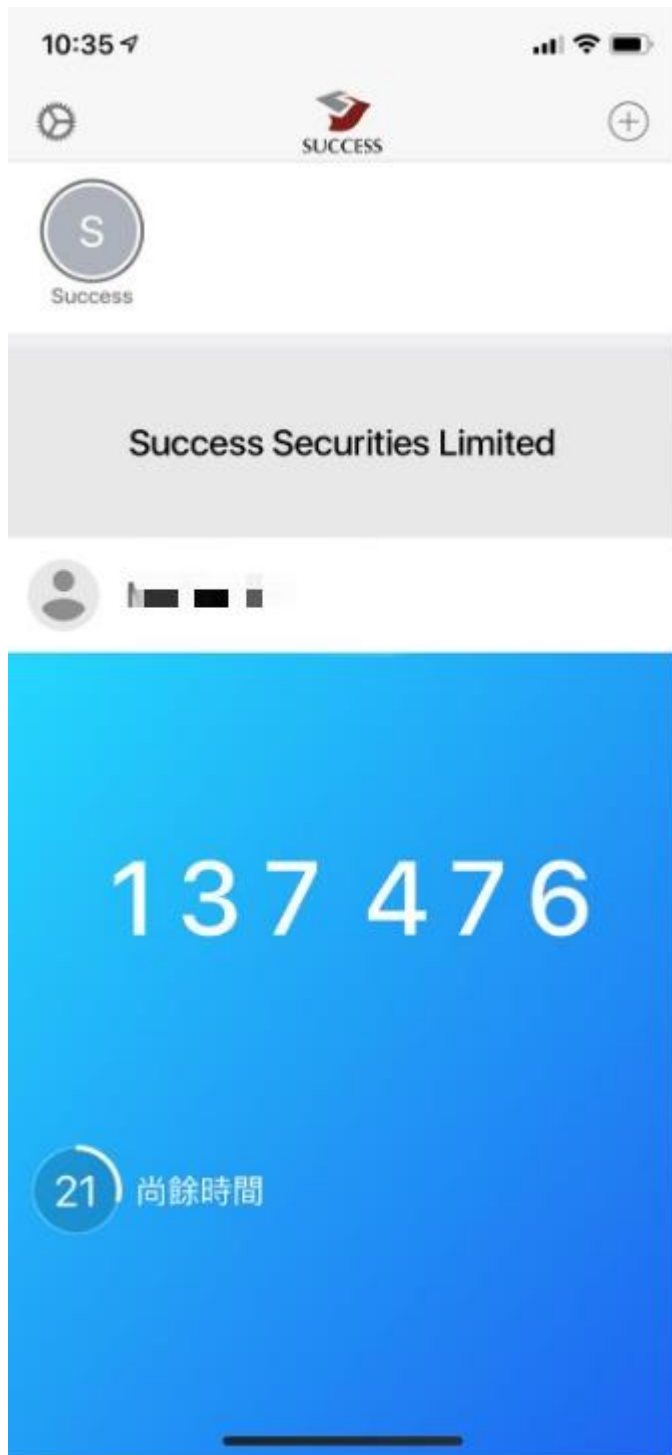 10:35
SUCCESS
S
Success
Success Securities Limited
137 476
21 尚餘時間